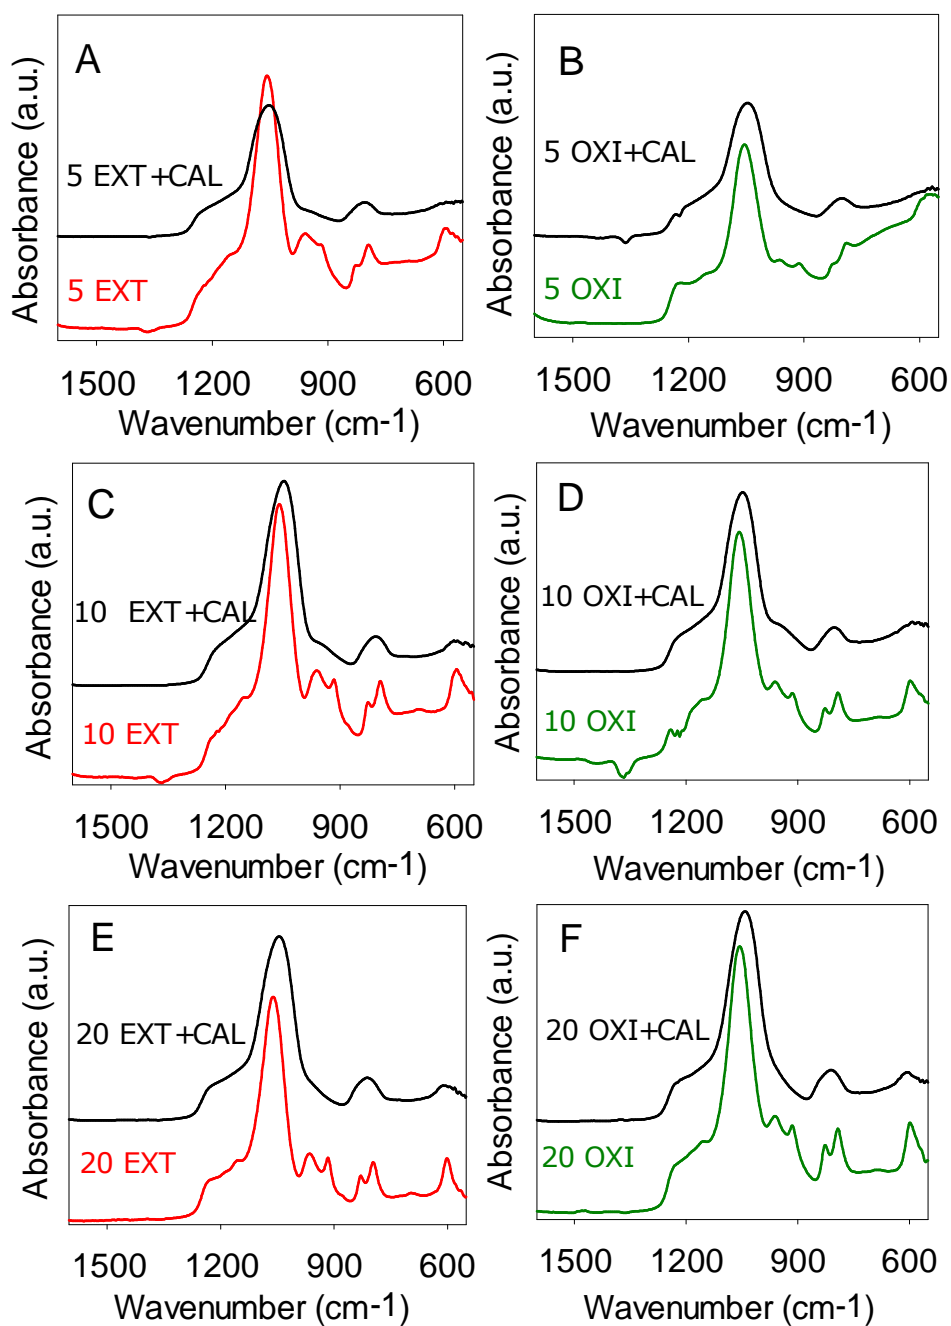 A
Absorbance (a.u.)
5 EXT+CAL
5 EXT
1500 1200 900 600
Wavenumber (cm-1)
B
Absorbance (a.u.)
5 OXI+CAL
5 OXI
1500 1200 900 600
Wavenumber (cm-1)
C
Absorbance (a.u.)
10 EXT+CAL
10 EXT
1500 1200 900 600
Wavenumber (cm-1)
D
Absorbance (a.u.)
10 OXI+CAL
10 OXI
1500 1200 900 600
Wavenumber (cm-1)
E
Absorbance (a.u.)
20 EXT+CAL
20 EXT
1500 1200 900 600
Wavenumber (cm-1)
F
Absorbance (a.u.)
20 OXI+CAL
20 OXI
1500 1200 900 600
Wavenumber (cm-1)